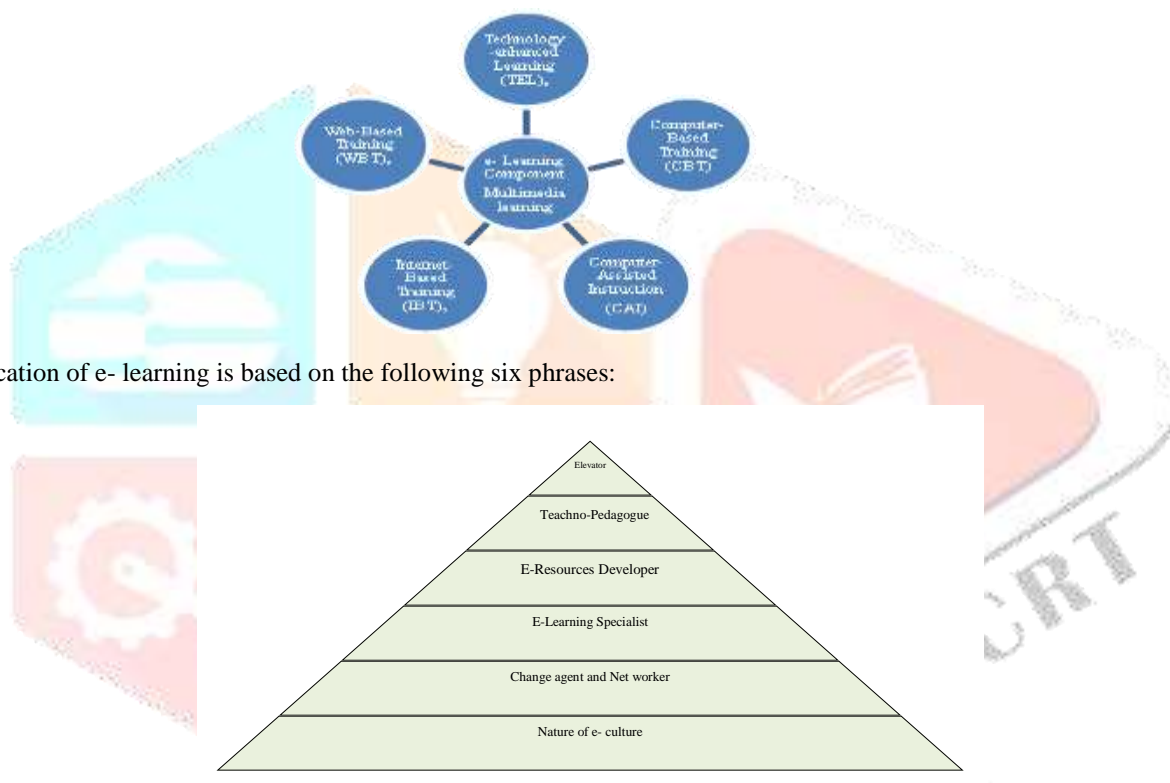 Technology
-enhanced
Learning
(TEL),
Web-Based
Training
(WBT),
Computer-
Based
Training
(CBT)
e- Learning
Component
Multimedia
learning
Internet-
Based
Training
(IBT),
Computer-
Assisted
Instruction
(CAI)
cation of e- learning is based on the following six phrases:
Elevator
Teachno-Pedagogue
E-Resources Developer
E-Learning Specialist
Change agent and Net worker
Nature of e- culture
CRT